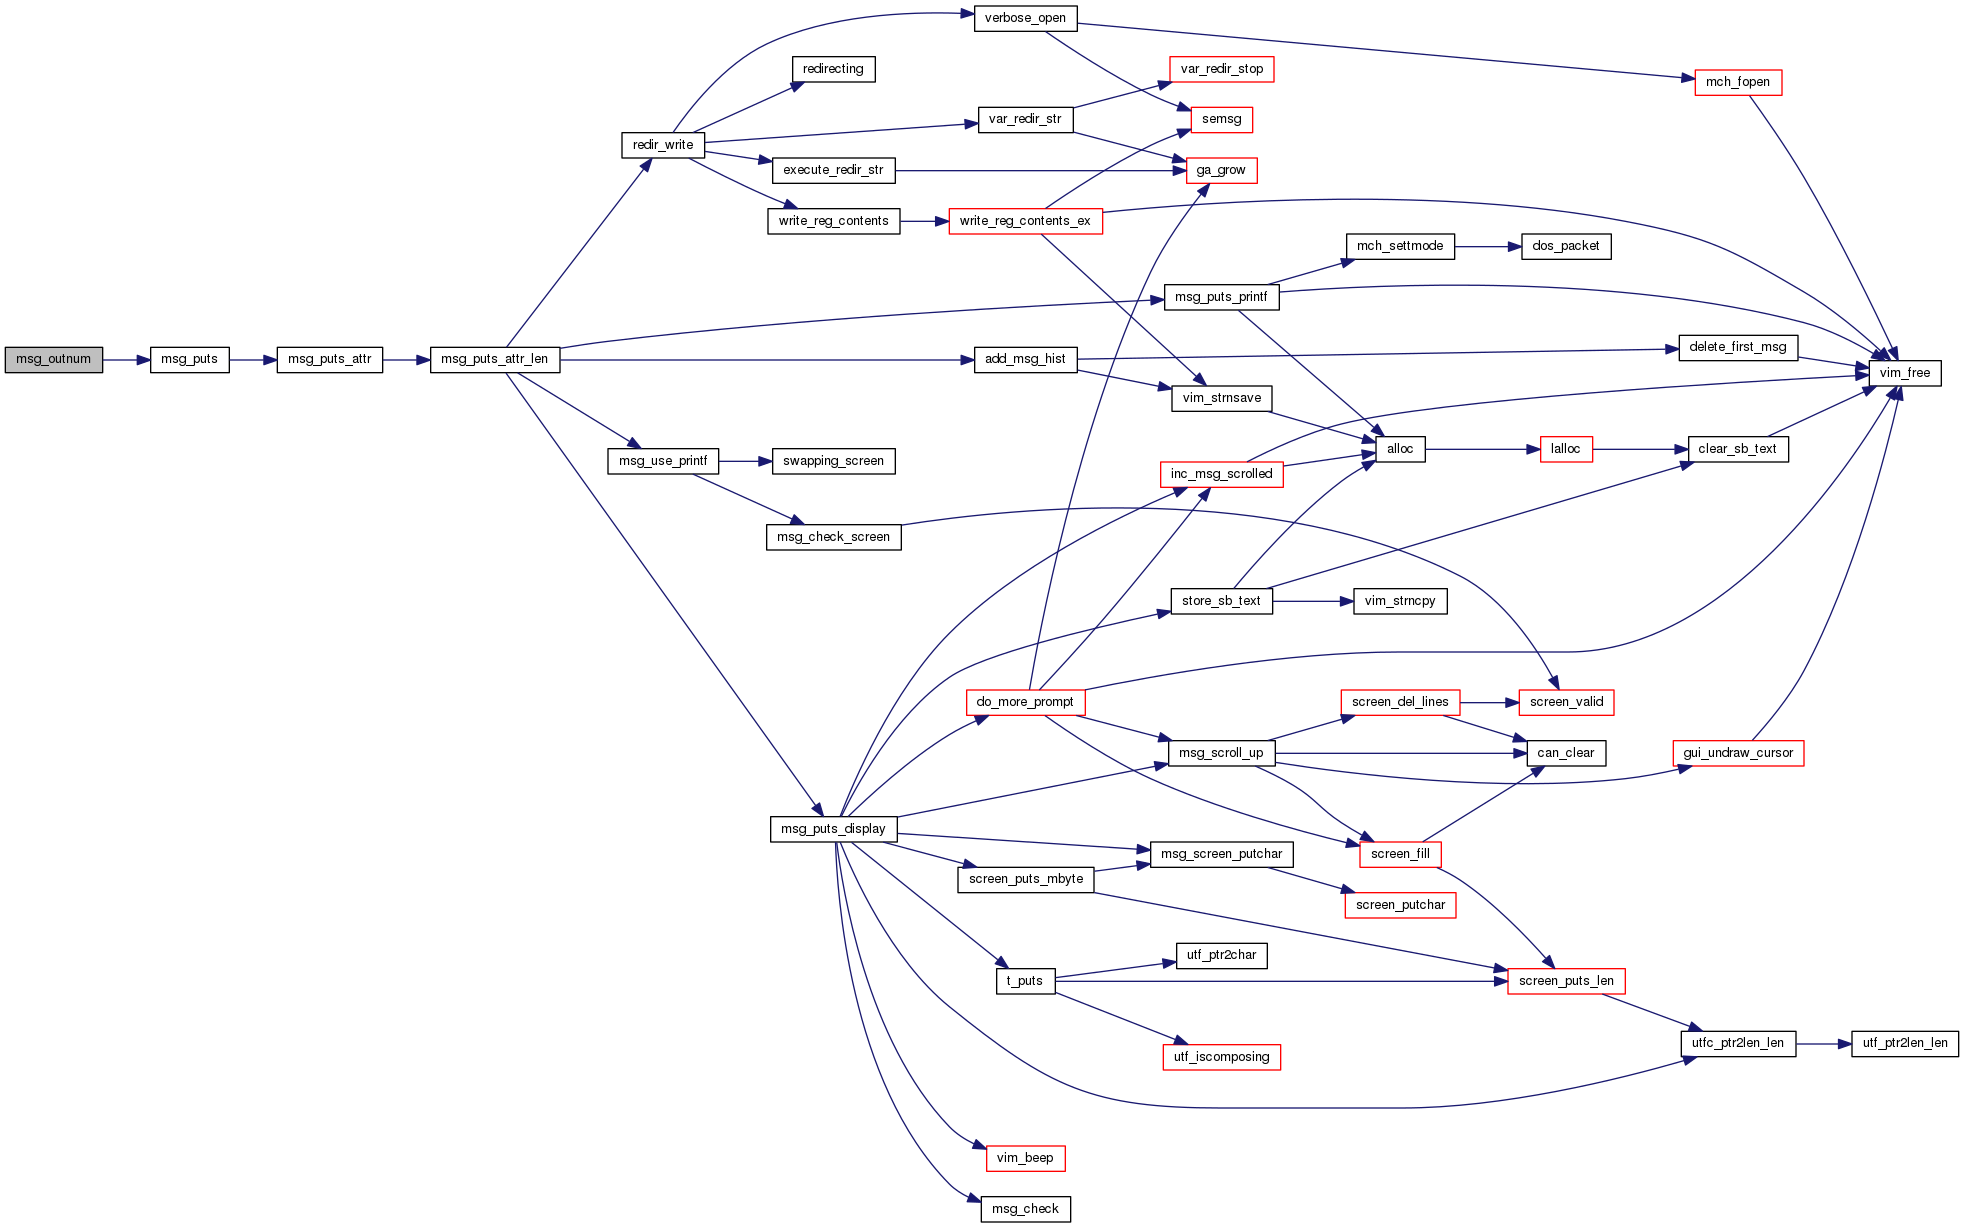 verbose_open
redirecting
var_redir_stop
mch_fopen
var_redir_str
semsg
redir_write
execute_redir_str
ga_grow
write_reg_contents
write_reg_contents_ex
mch_settmode
dos_packet
msg_puts_printf
msg_outnum
msg_puts
msg_puts_attr
msg_puts_attr_len
add_msg_hist
delete_first_msg
vim_free
vim_strnsave
msg_use_printf
swapping_screen
inc_msg_scrolled
alloc
lalloc
clear_sb_text
msg_check_screen
store_sb_text
vim_strncpy
do_more_prompt
screen_del_lines
screen_valid
msg_scroll_up
can_clear
gui_undraw_cursor
msg_puts_display
msg_screen_putchar
screen_fill
screen_puts_mbyte
screen_putchar
utf_ptr2char
t_puts
screen_puts_len
utf_iscomposing
utfc_ptr2len_len
utf_ptr2len_len
vim_beep
msg_check